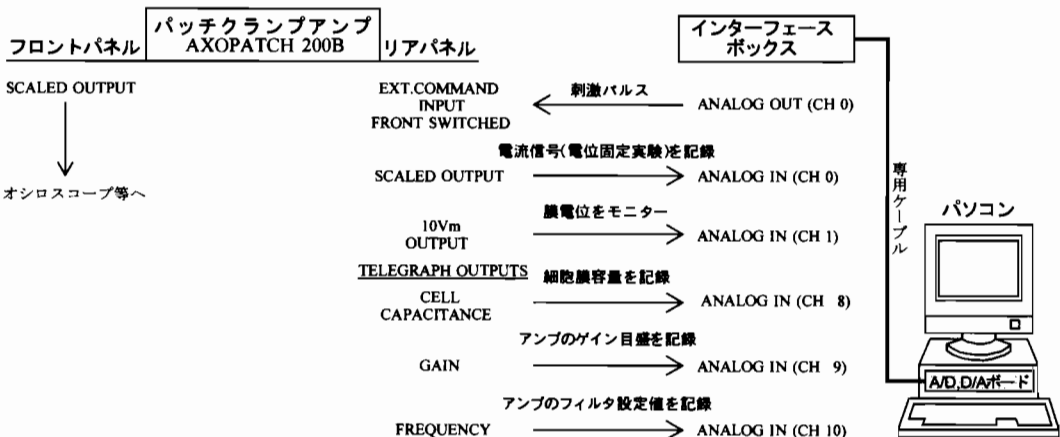 パッチクランプアンプ
AXOPATCH 200B
フロントパネル
リアパネル
インターフェース
ボックス
SCALED OUTPUT
オシロスコープ等へ
EXT.COMMAND
INPUT
FRONT SWITCHED
刺激パルス
ANALOG OUT (CH 0)
電流信号(電位固定実験)を記録
SCALED OUTPUT
ANALOG IN (CH 0)
膜電位をモニター
10Vm
OUTPUT
ANALOG IN (CH 1)
TELEGRAPH OUTPUTS
細胞膜容量を記録
CELL
CAPACITANCE
ANALOG IN (CH 8)
アンプのゲイン目盛を記録
GAIN
ANALOG IN (CH 9)
アンプのフィルタ設定値を記録
FREQUENCY
ANALOG IN (CH 10)
専用ケーブル
パソコン
A/D,D/Aボード